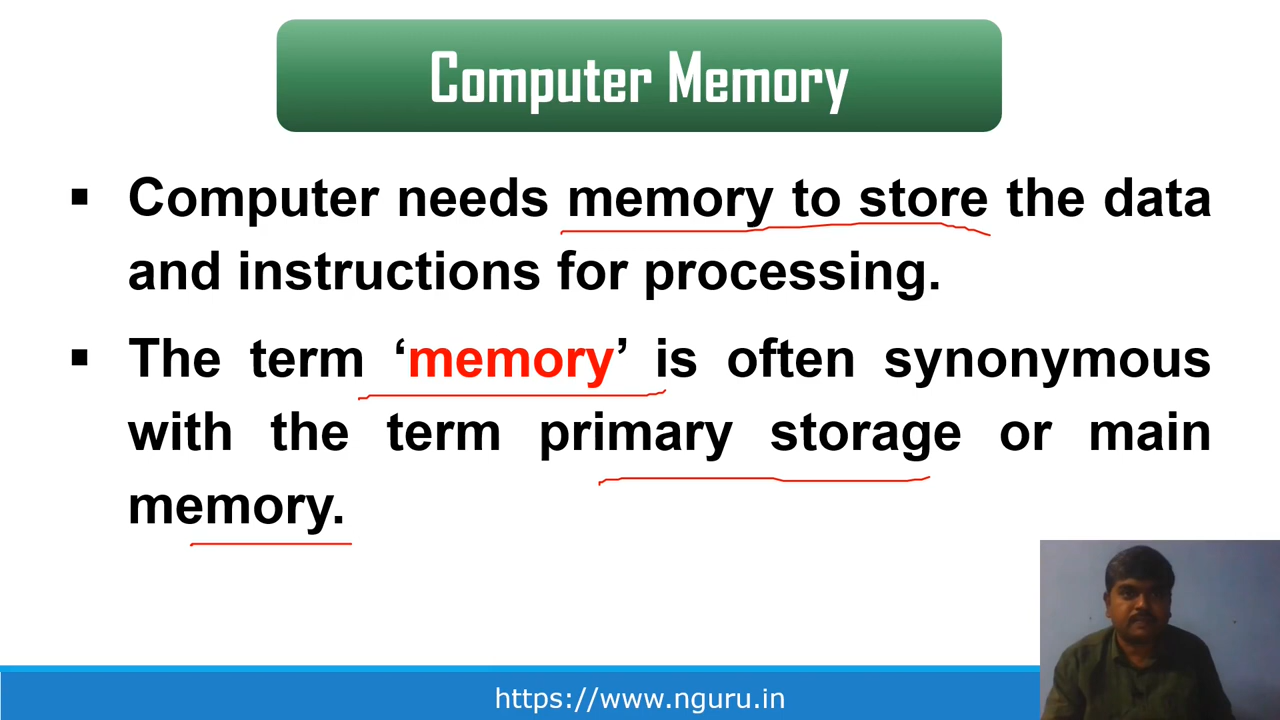 Computer Memory
▪ Computer needs memory to store the data
and instructions for processing.
▪ The term ‘memory’ is often synonymous
with the term primary storage or main
memory.
https://www.nguru.in